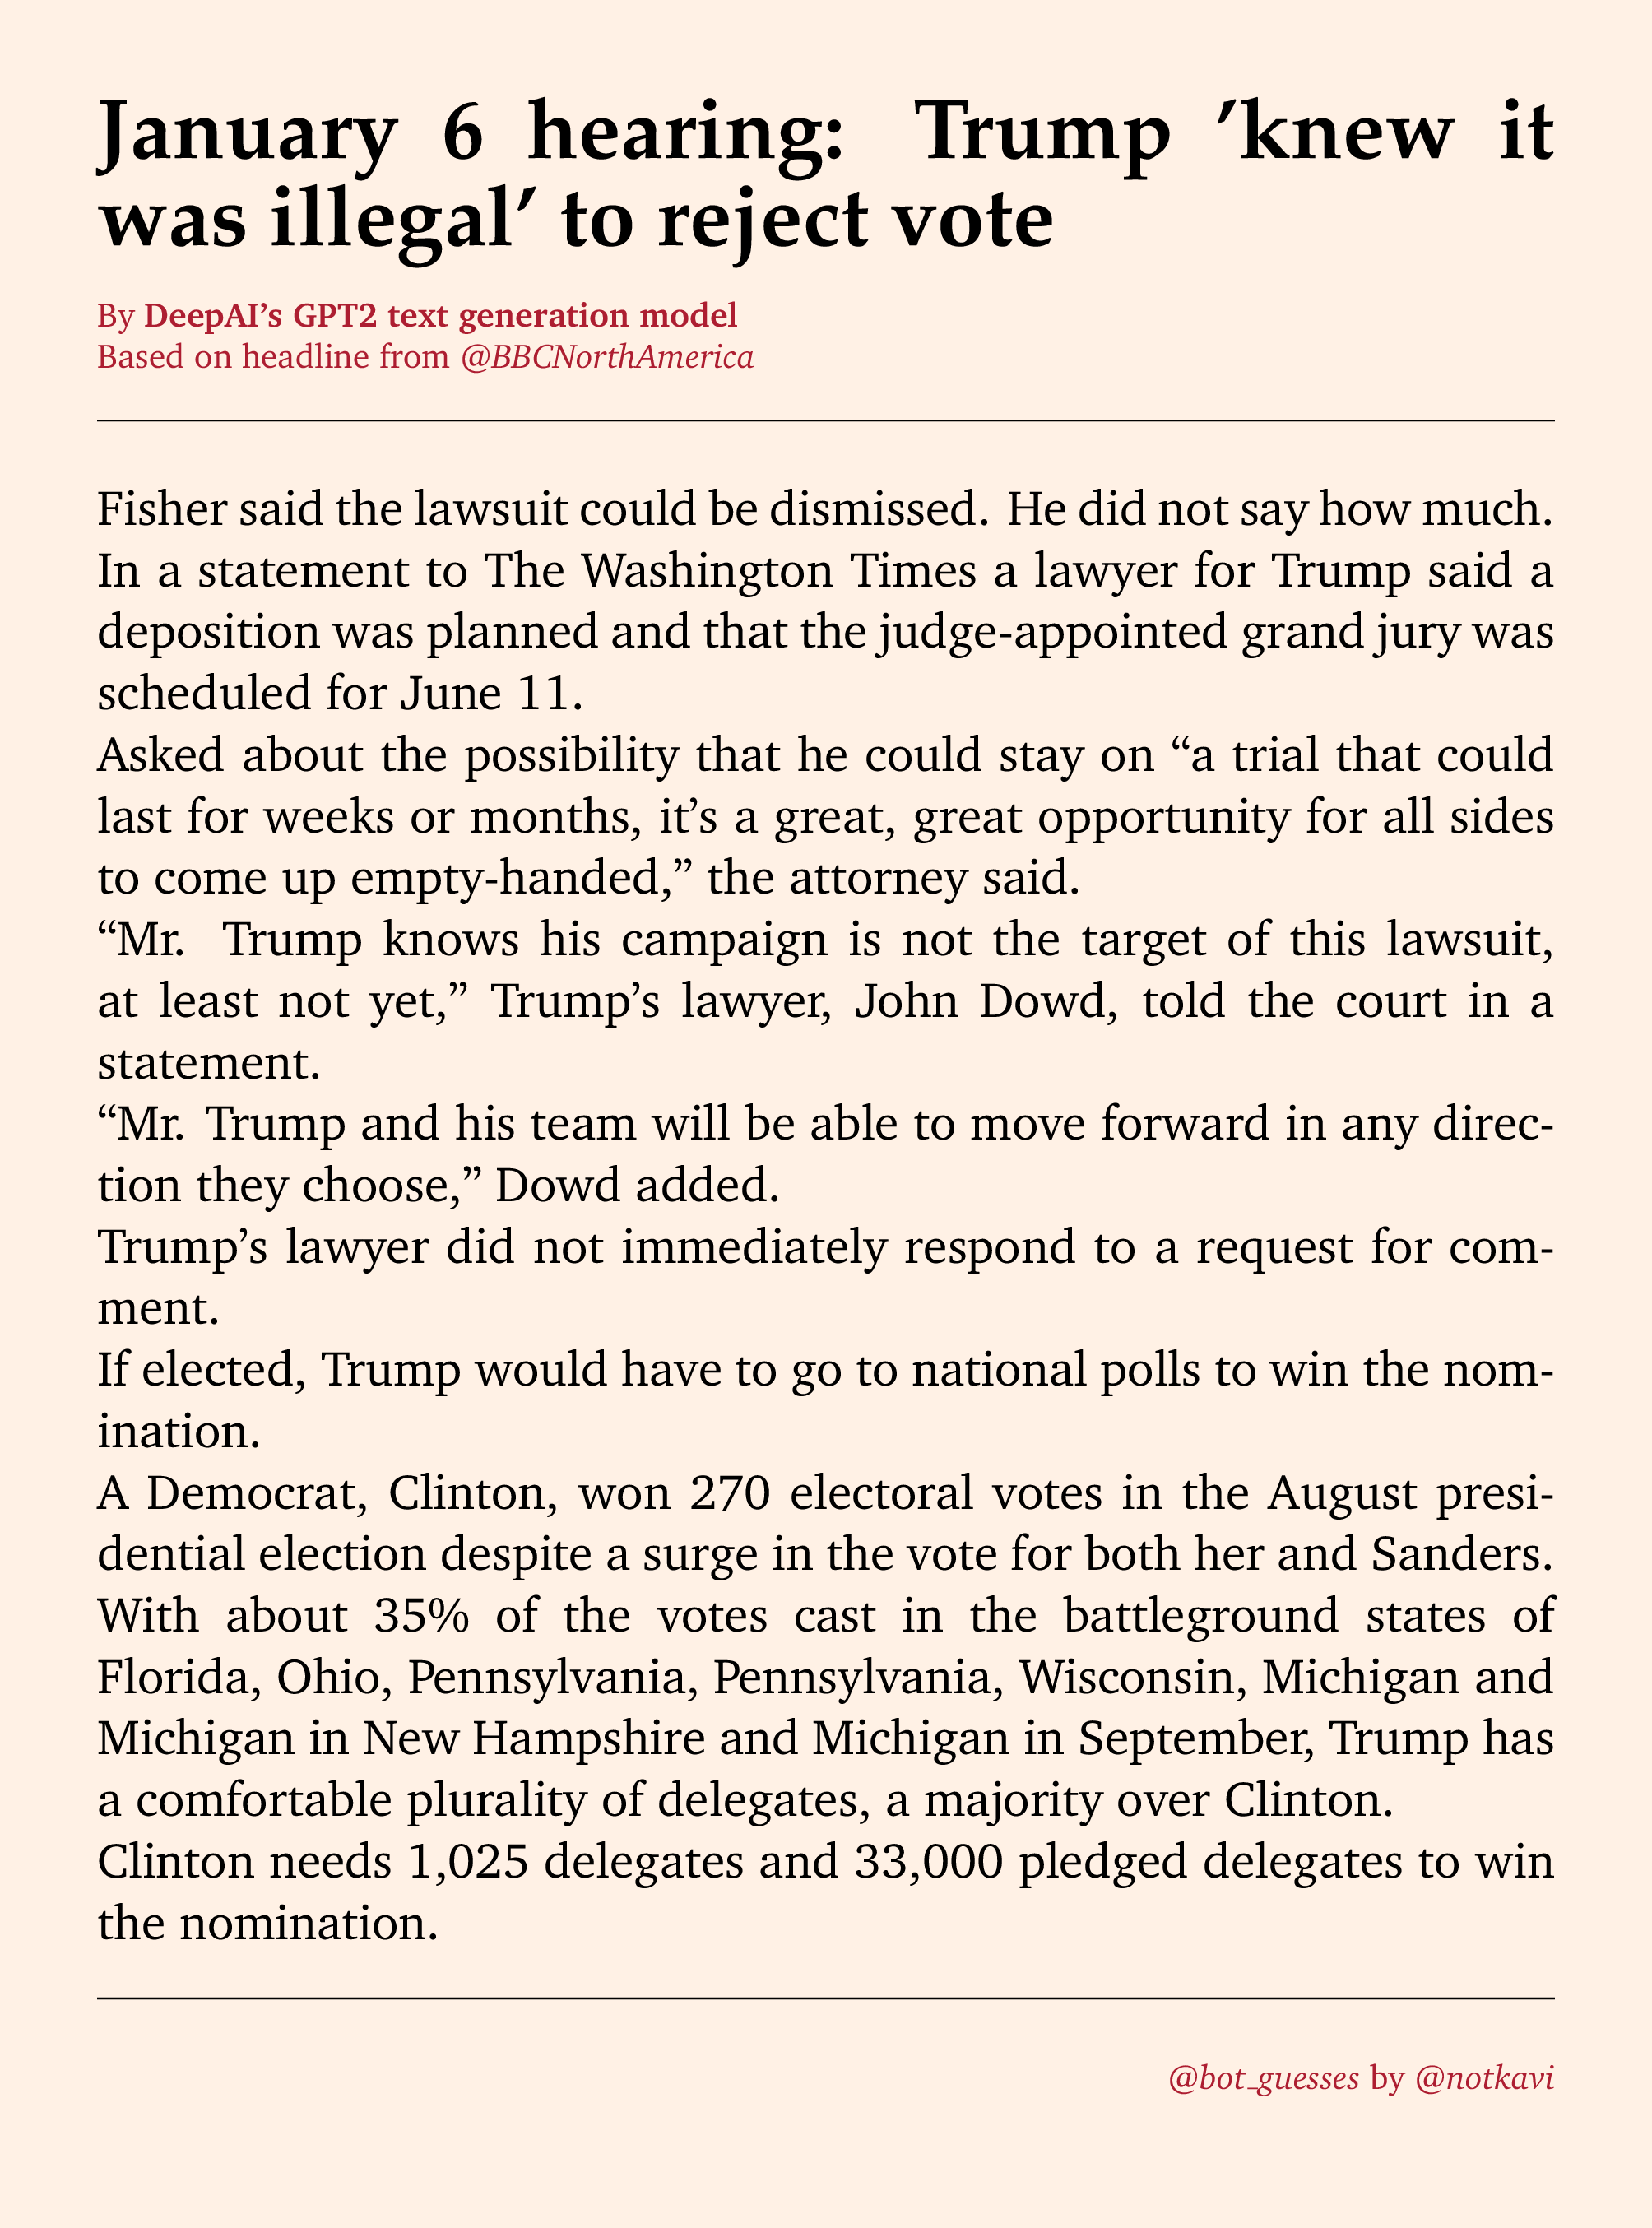 January 6 hearing: Trump ’knew it
was illegal’ to reject vote
By DeepAI’s GPT2 text generation model
Based on headline from @BBCNorthAmerica
Fisher said the lawsuit could be dismissed. He did not say how much.
In a statement to The Washington Times a lawyer for Trump said a
deposition was planned and that the judge-appointed grand jury was
scheduled for June 11.
Asked about the possibility that he could stay on “a trial that could
last for weeks or months, it’s a great, great opportunity for all sides
to come up empty-handed,” the attorney said.
“Mr. Trump knows his campaign is not the target of this lawsuit,
at least not yet,” Trump’s lawyer, John Dowd, told the court in a
statement.
“Mr. Trump and his team will be able to move forward in any direc-
tion they choose,” Dowd added.
Trump’s lawyer did not immediately respond to a request for com-
ment.
If elected, Trump would have to go to national polls to win the nom-
ination.
A Democrat, Clinton, won 270 electoral votes in the August presi-
dential election despite a surge in the vote for both her and Sanders.
With about 35% of the votes cast in the battleground states of
Florida, Ohio, Pennsylvania, Pennsylvania, Wisconsin, Michigan and
Michigan in New Hampshire and Michigan in September, Trump has
a comfortable plurality of delegates, a majority over Clinton.
Clinton needs 1,025 delegates and 33,000 pledged delegates to win
the nomination.
@bot_guesses by @notkavi